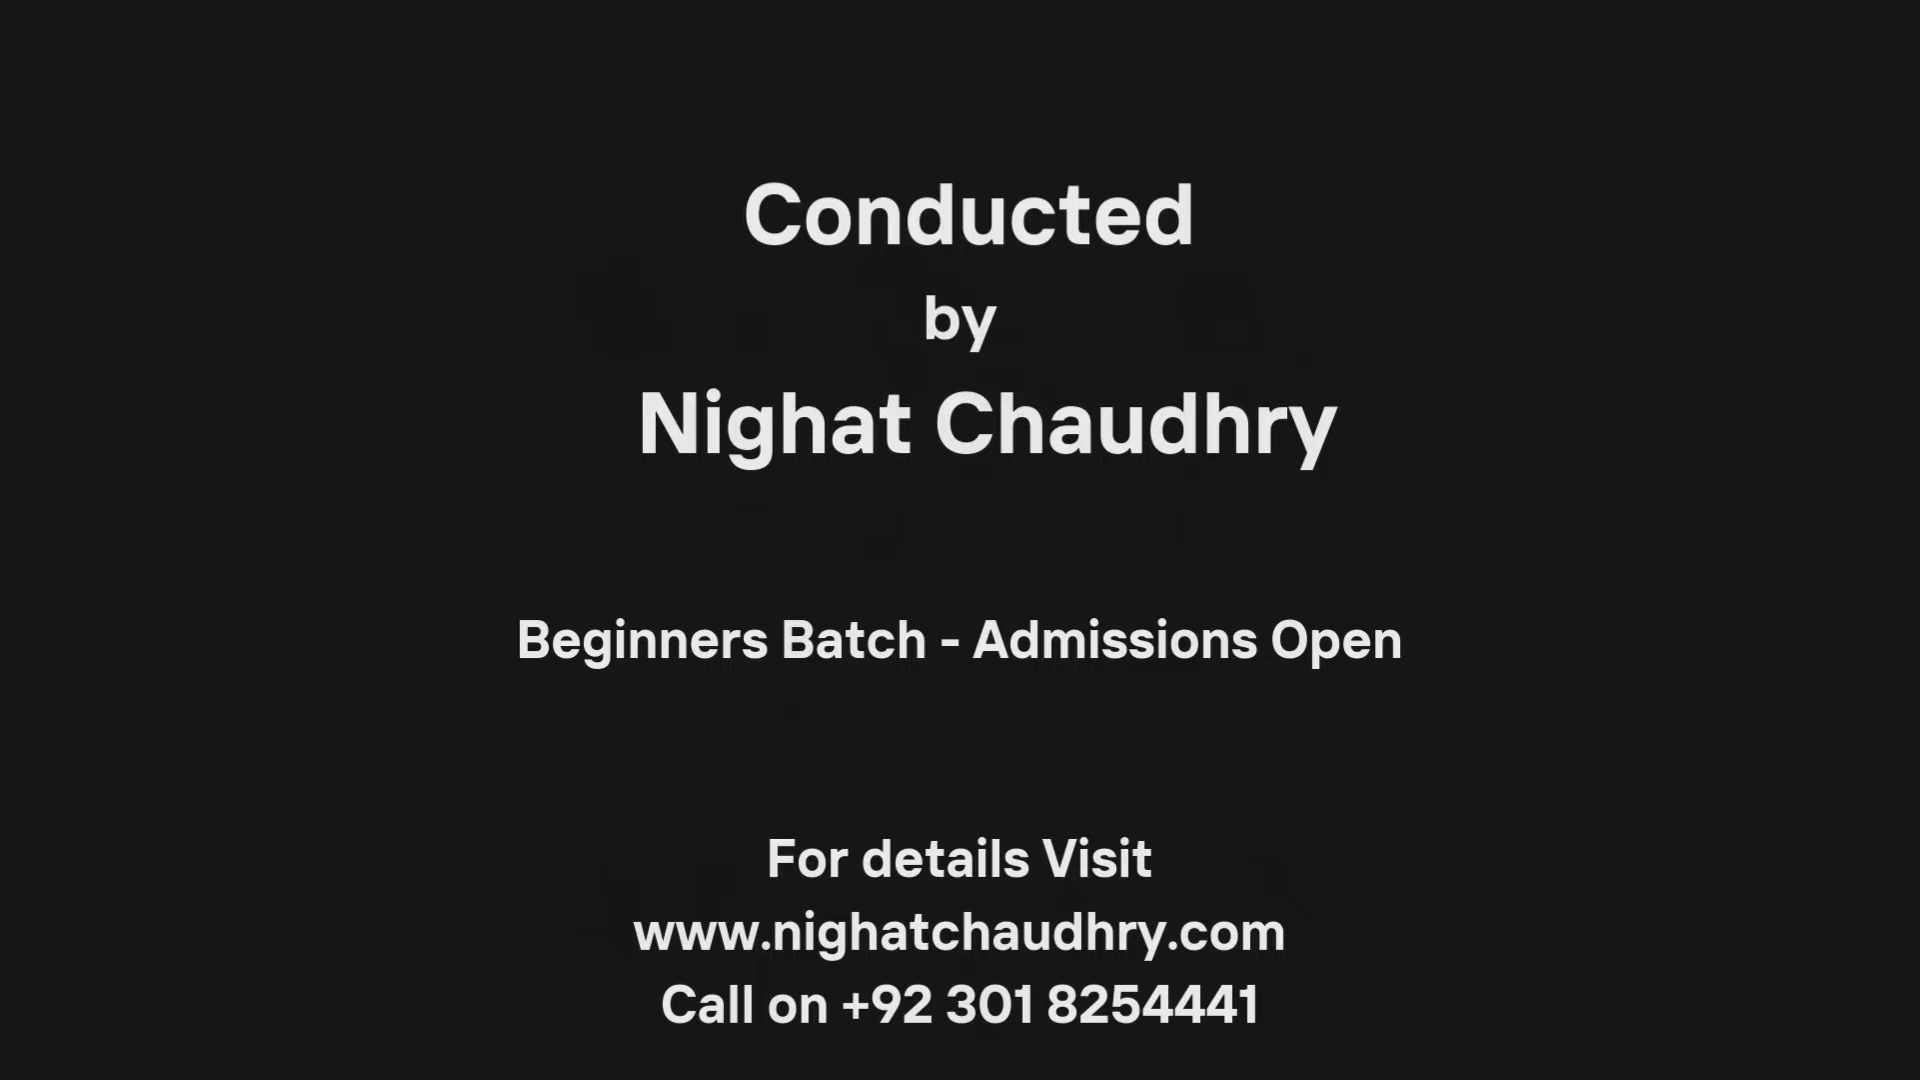 Conducted
by
Nighat Chaudhry
Beginners Batch - Admissions Open
For details Visit
www.nighatchaudhry.com
Call on +92 301 8254441